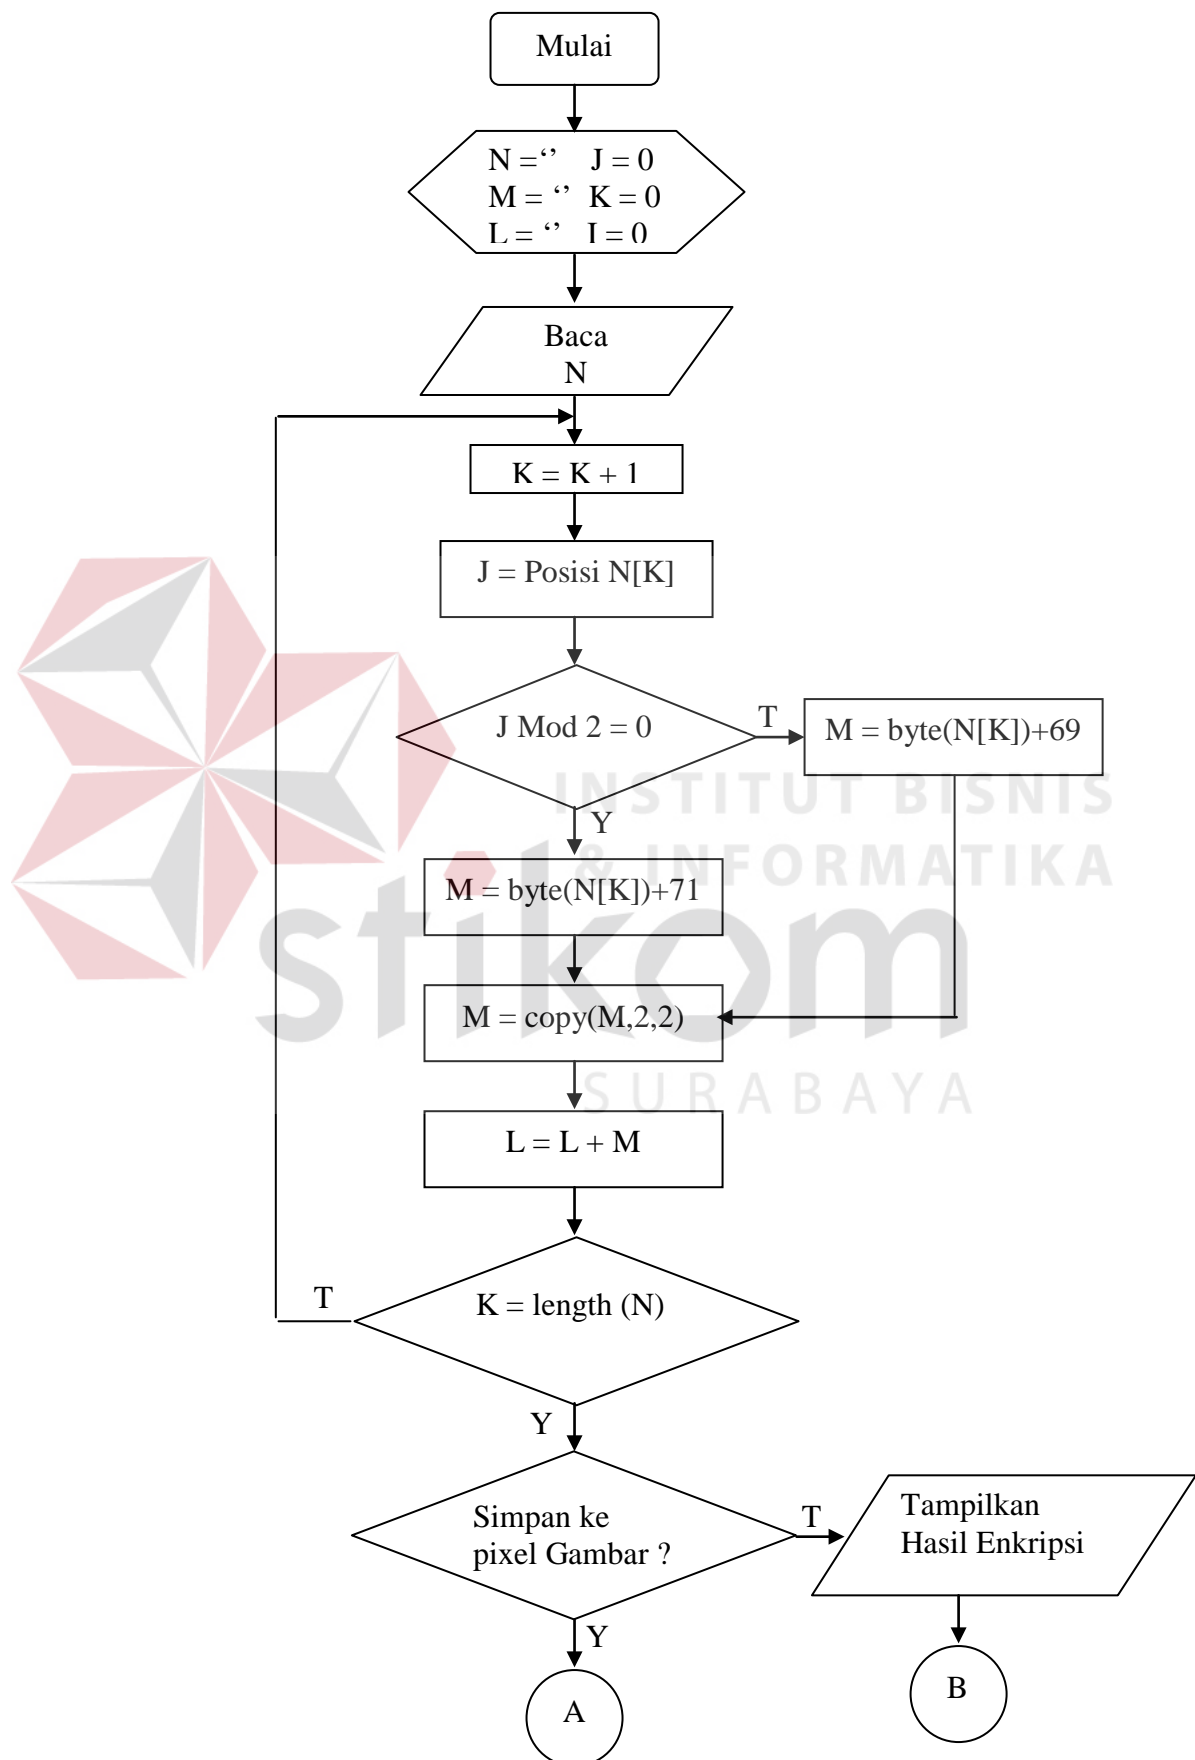 Mulai
N =‘’ J = 0
M = ‘’ K = 0
L = ‘’ I = 0
Baca
N
K = K + 1
J = Posisi N[K]
J Mod 2 = 0
T
M = byte(N[K])+69
INSTITUT BISNIS
Y
& INFORMATIKA
M = byte(N[K])+71
stikom
M = copy(M,2,2)
SURABAYA
L = L + M
T
K = length (N)
Y
Simpan ke
pixel Gambar ?
T
Tampilkan
Hasil Enkripsi
Y
A
B